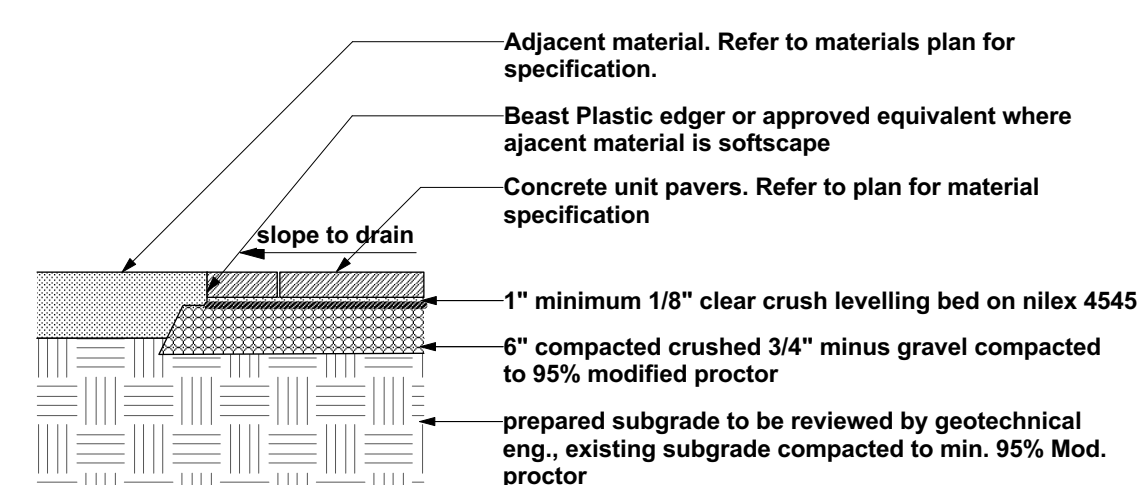 Adjacent material. Refer to materials plan for
specification.
Beast Plastic edger or approved equivalent where
ajacent material is softscape
Concrete unit pavers. Refer to plan for material
specification
slope to drain
1" minimum 1/8" clear crush levelling bed on nilex 4545
6" compacted crushed 3/4" minus gravel compacted
to 95% modified proctor
prepared subgrade to be reviewed by geotechnical
eng., existing subgrade compacted to min. 95% Mod.
proctor